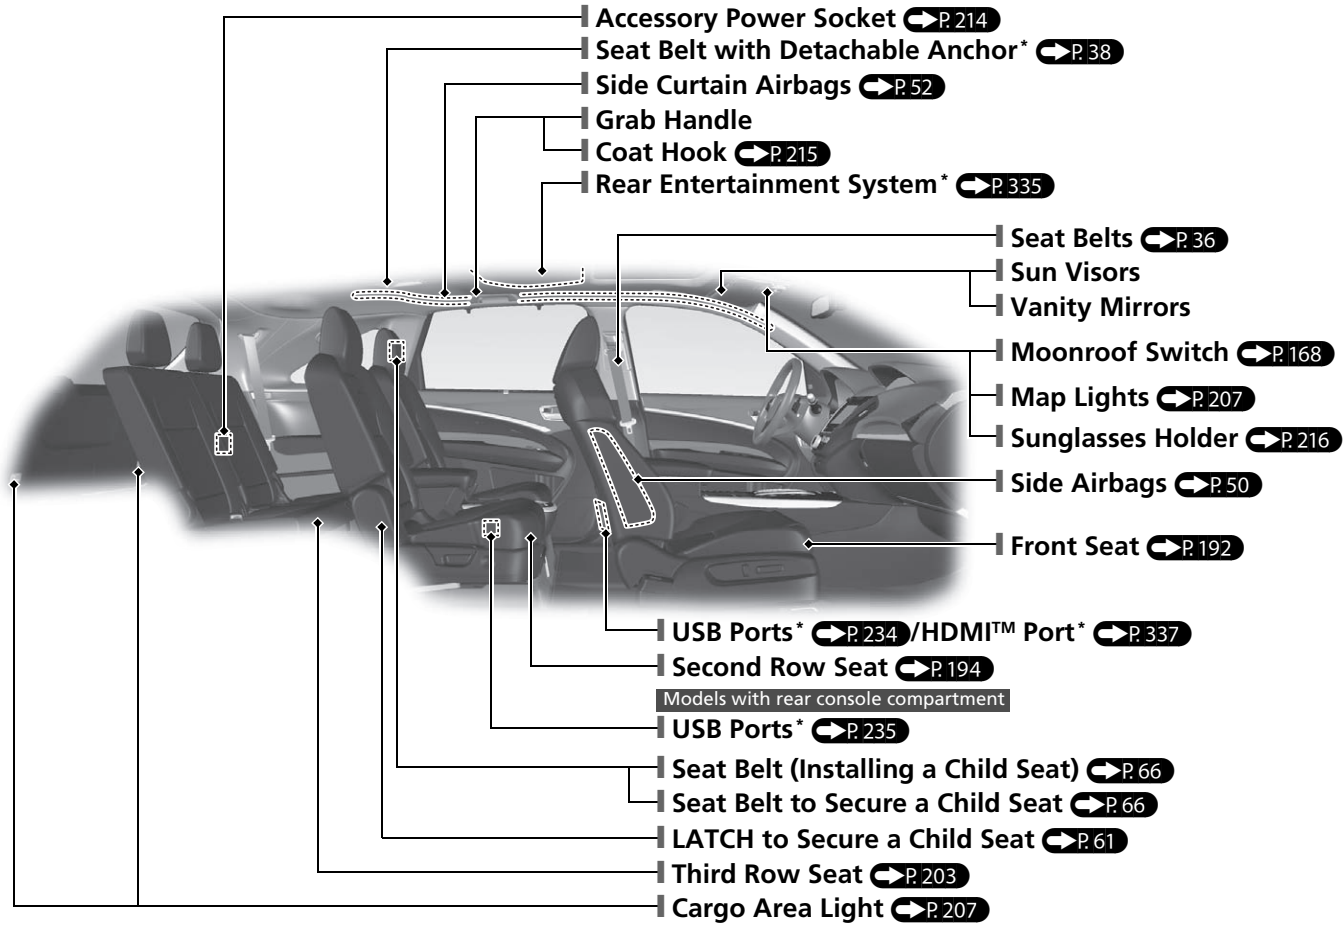 Accessory Power Socket P. 214
Seat Belt with Detachable Anchor* P. 38
Side Curtain Airbags P. 52
Grab Handle
Coat Hook P. 215
Rear Entertainment System* P. 335
Seat Belts P. 36
Sun Visors
Vanity Mirrors
Moonroof Switch P. 168
Map Lights P. 207
Sunglasses Holder P. 216
Side Airbags P. 50
Front Seat P. 192
USB Ports* P. 234/HDMI™ Port* P. 337
Second Row Seat P. 194
Models with rear console compartment
USB Ports* P. 235
Seat Belt (Installing a Child Seat) P. 66
Seat Belt to Secure a Child Seat P. 66
LATCH to Secure a Child Seat P. 61
Third Row Seat P. 203
Cargo Area Light P. 207